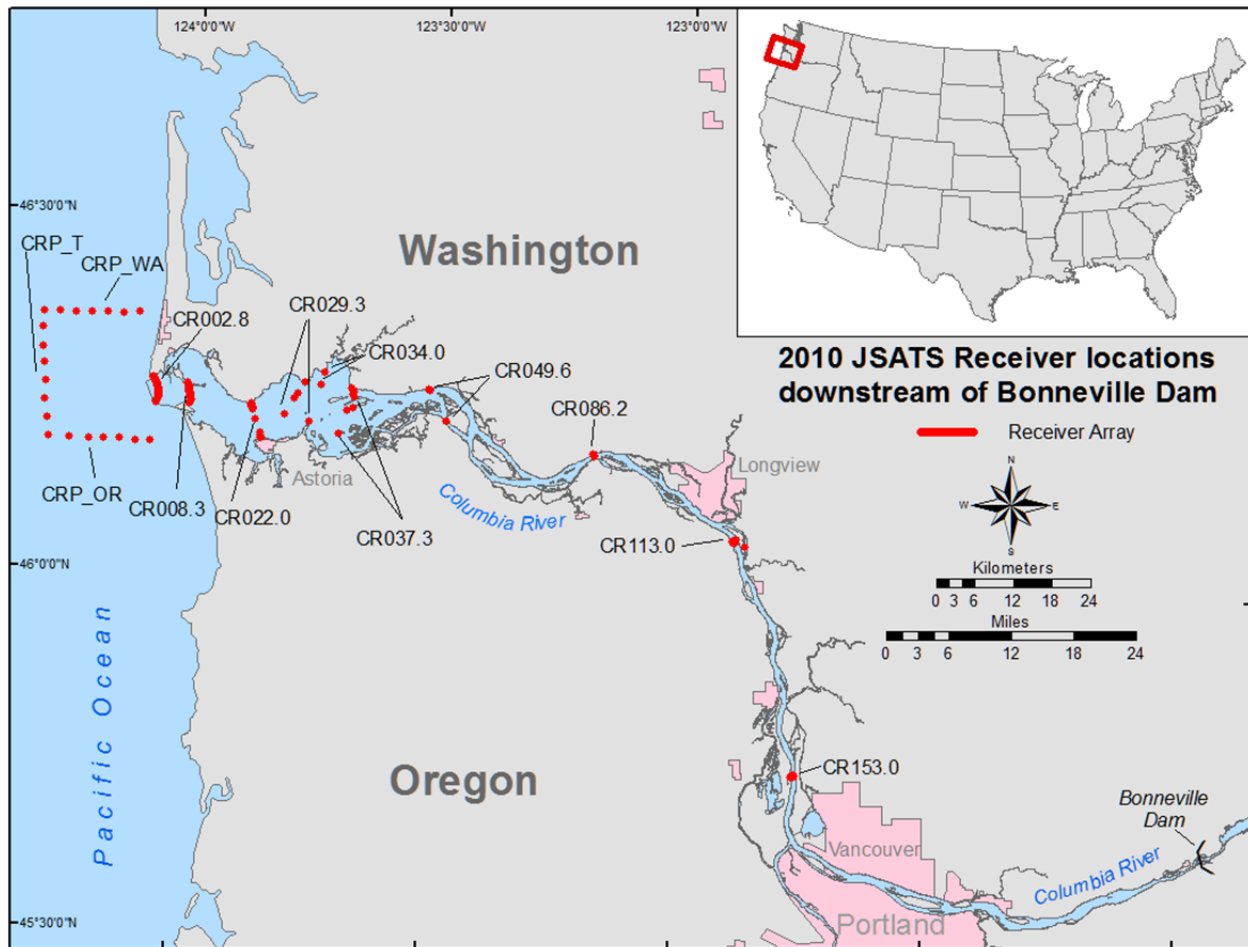 124°0'0"W
123°30'0"W
123°0'0"W
46°30'0"N
CRP_T
CRP_WA
Washington
CR002.8
CR029.3
CR034.0
CR049.6
2010 JSATS Receiver locations
downstream of Bonneville Dam
Receiver Array
CR086.2
Longview
Astoria
CRP_OR
CR008.3
CR022.0
Columbia River
CR037.3
CR113.0
N
W
E
S
46°0'0"N
Kilometers
0 3 6 12 18 24
Miles
0 3 6 12 18 24
Pacific Ocean
Oregon
CR153.0
Bonneville
Dam
Vancouver
Columbia River
Portland
45°30'0"N